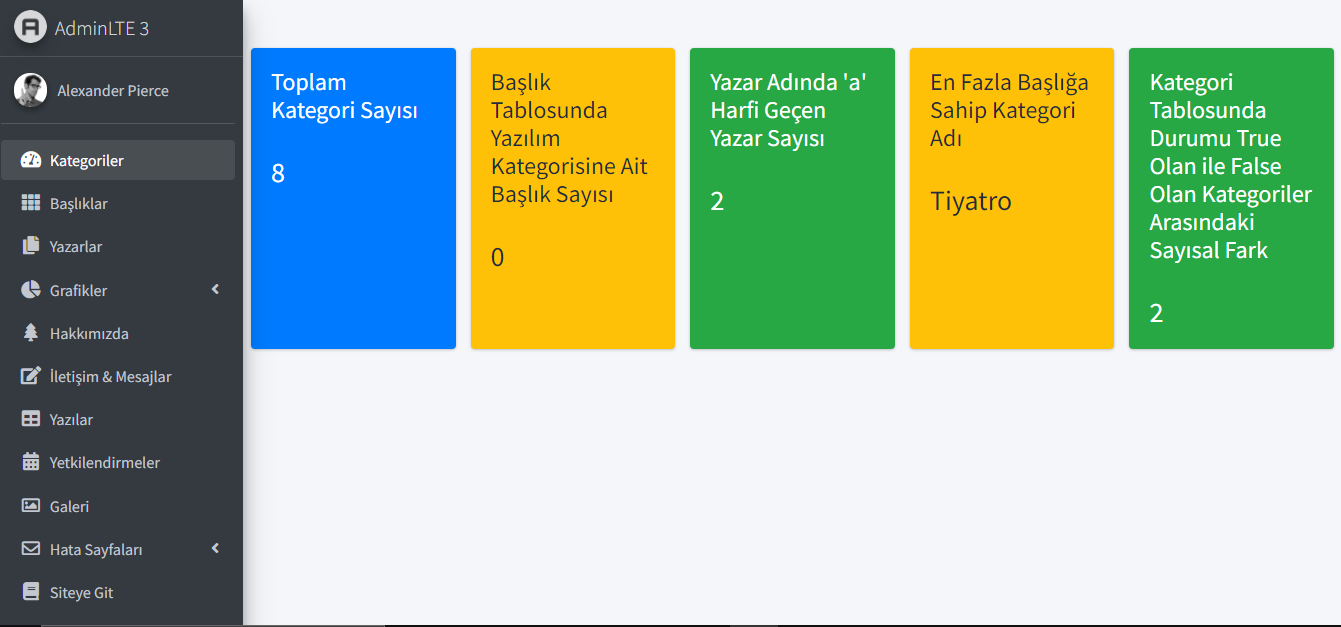 AdminLTE 3
Alexander Pierce
Kategoriler
Başlıklar
Yazarlar
Grafikler
Hakkımızda
İletişim & Mesajlar
Yazılar
Yetkilendirmeler
Galeri
Hata Sayfaları
Siteye Git
Toplam
Kategori Sayısı
8
Başlık
Tablosunda
Yazılım
Kategorisine Ait
Başlık Sayısı
0
Yazar Adında 'a'
Harfi Geçen
Yazar Sayısı
2
En Fazla Başlığa
Sahip Kategori
Adı
Tiyatro
Kategori
Tablosunda
Durumu True
Olan ile False
Olan Kategoriler
Arasındaki
Sayısal Fark
2